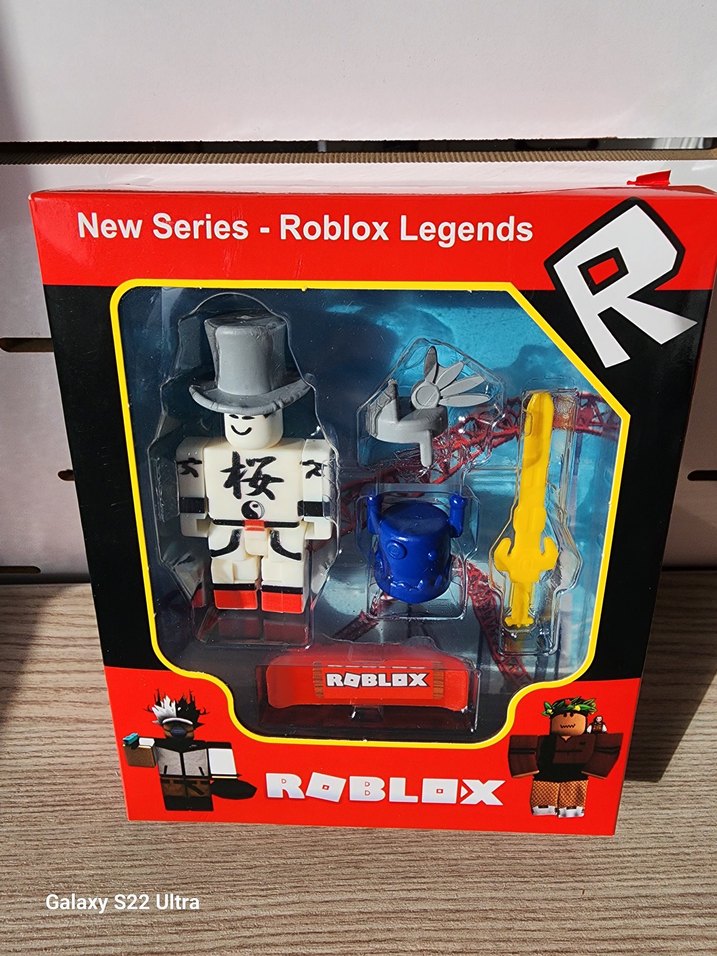 New Series - Roblox Legends
R
桜
ROBLOX
ROBLOX
Galaxy S22 Ultra